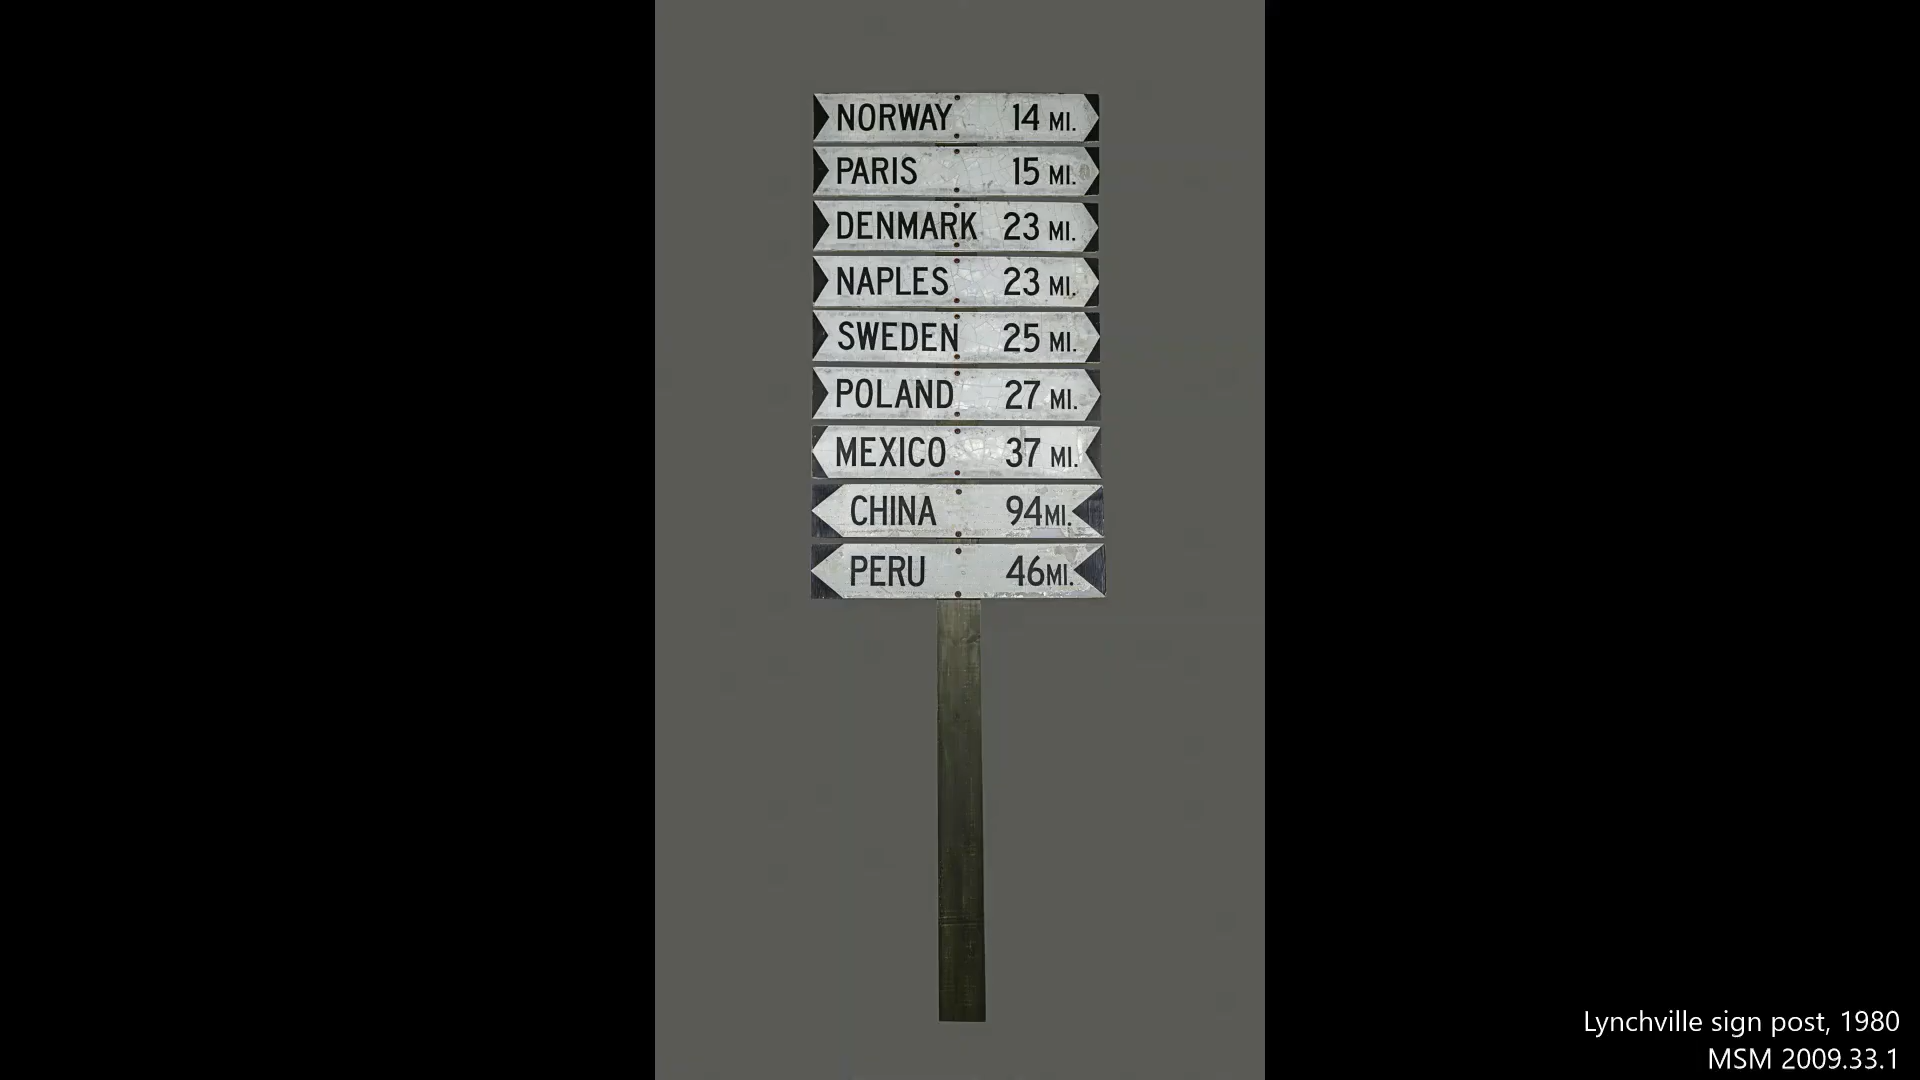 NORWAY 14 MI.
PARIS 15 MI.
DENMARK 23 MI.
NAPLES 23 MI.
SWEDEN 25 MI.
POLAND 27 MI.
MEXICO 37 MI.
CHINA 94 MI.
PERU 46 MI.
Lynchville sign post, 1980
MSM 2009.33.1